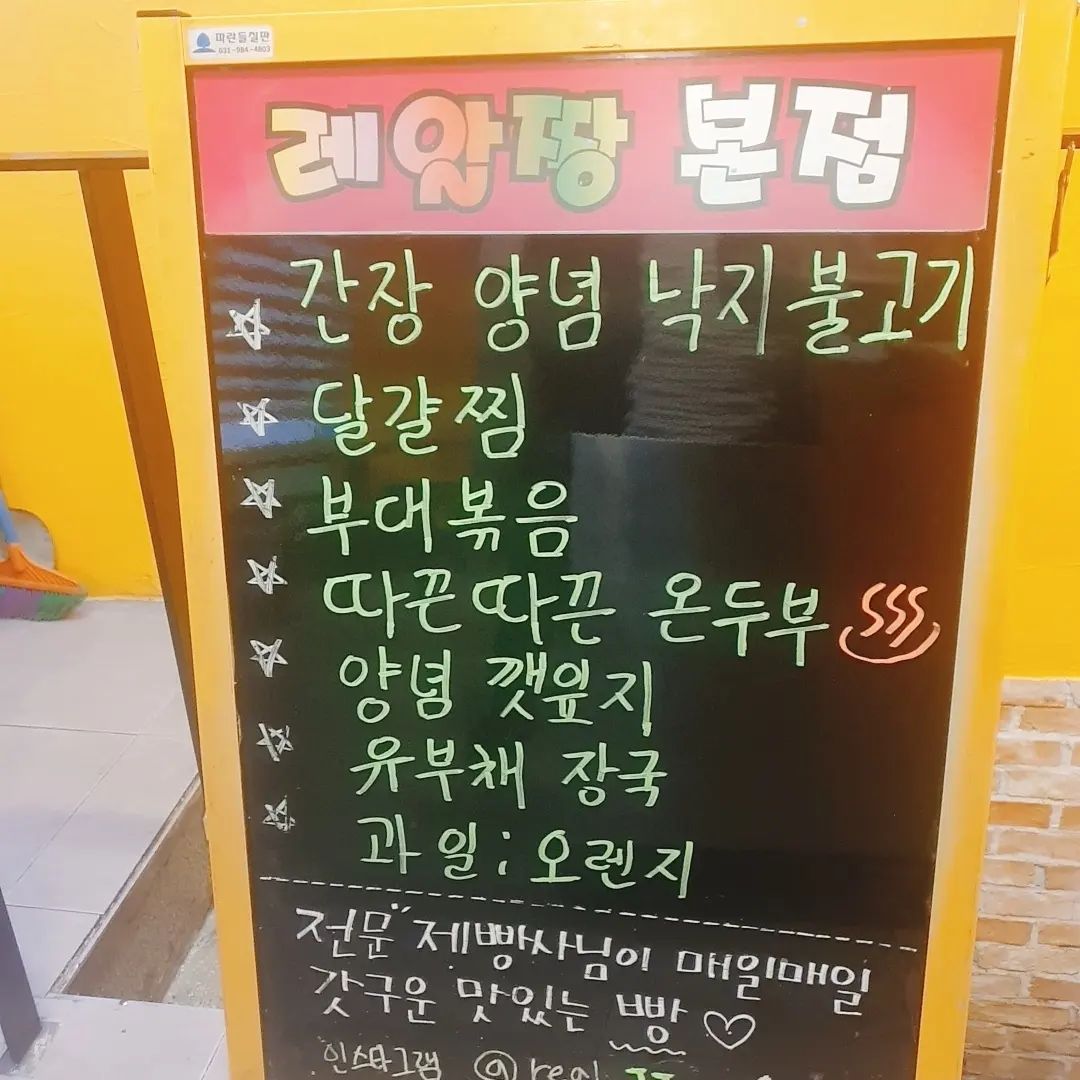 파란들칠판
031-984-4803
레알짱 본점
간장 양념 낙지불고기
달걀찜
부대볶음
따끈따끈 온두부
양념 깻잎지
유부채 장국
과일 : 오렌지
전문 제빵사님이 매일매일
갓구운 맛있는 빵♡
인스타그램 @real